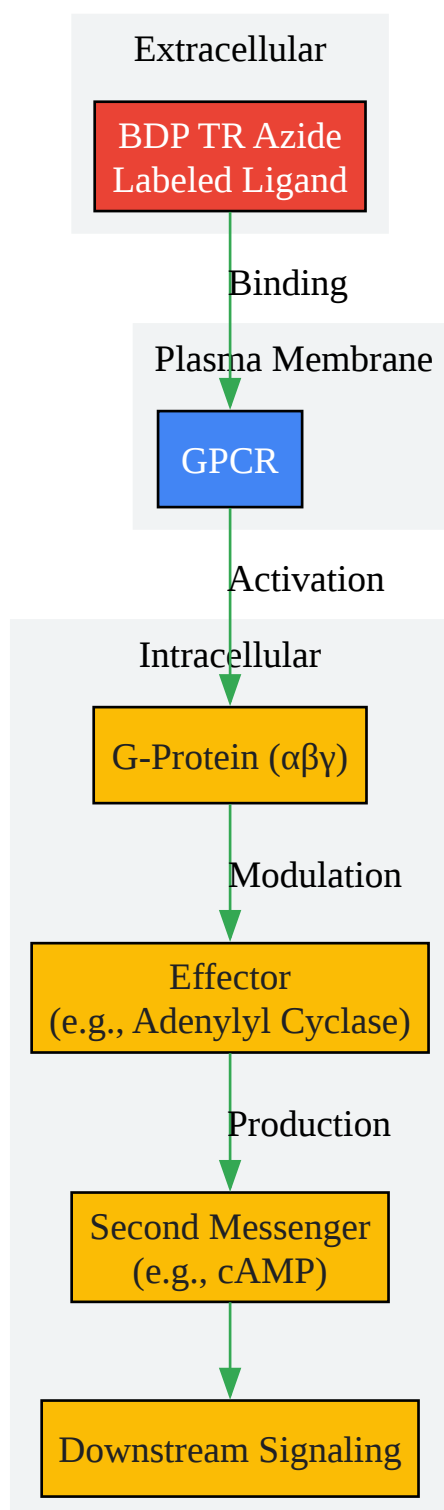 Extracellular
BDP TR Azide
Labeled Ligand
Binding
Plasma Membrane
GPCR
Activation
Intracellular
G-Protein (αβγ)
Modulation
Effector
(e.g., Adenylyl Cyclase)
Production
Second Messenger
(e.g., cAMP)
Downstream Signaling